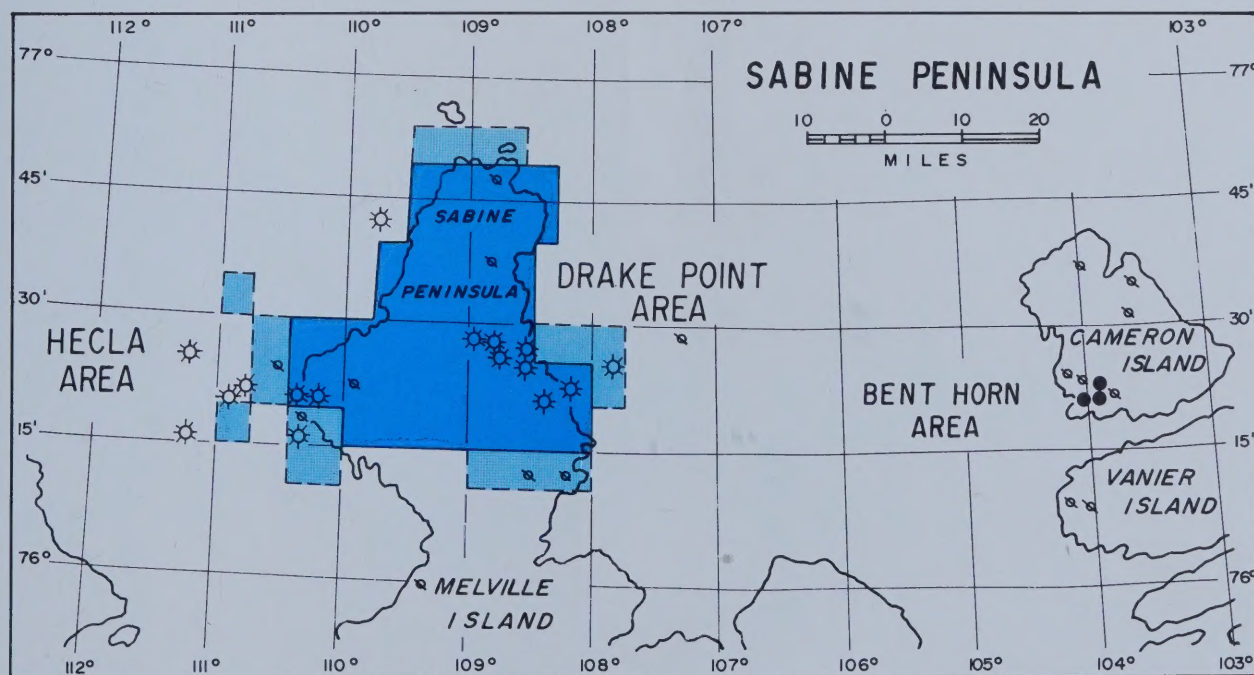 112° 111° 110° 109° 108° 107° 103°
77° 77°
SABINE PENINSULA
10 0 10 20
MILES
45' 45'
SABINE
PENINSULA
DRAKE POINT
AREA
30' 30'
HECLA
AREA
CAMERON
ISLAND
BENT HORN
AREA
15' 15'
VANIER
ISLAND
76° 76°
MELVILLE
ISLAND
112° 111° 110° 109° 108° 107° 106° 105° 104° 103°